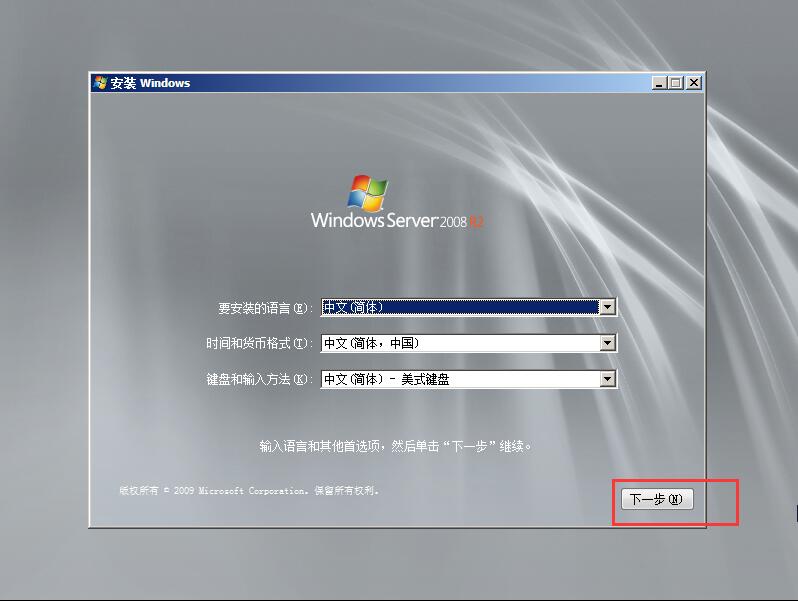 安装 Windows
Windows Server 2008 R2
要安装的语言(E): 中文(简体)
时间和货币格式(T): 中文(简体，中国)
键盘和输入方法(K): 中文(简体) - 美式键盘
输入语言和其他首选项，然后单击“下一步”继续。
版权所有 © 2009 Microsoft Corporation。保留所有权利。
下一步(N)